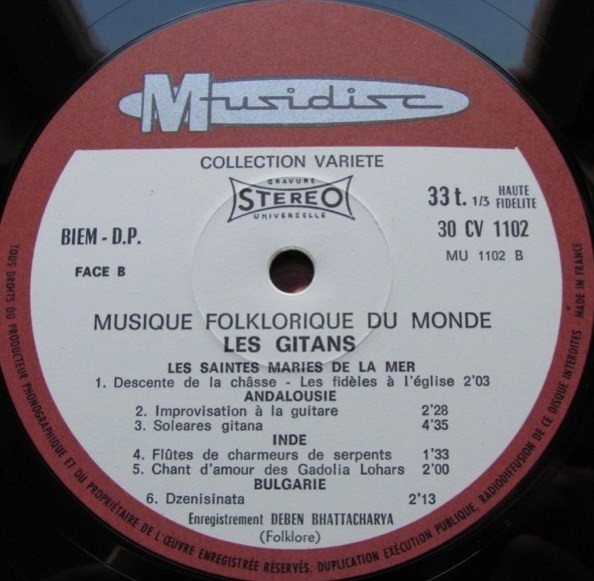 Musidisc
COLLECTION VARIETE
GRAVURE
STEREO
UNIVERSELLE
33 t. 1/3 HAUTE FIDELITE
BIEM - D.P.
30 CV 1102
MU 1102 B
FACE B
MUSIQUE FOLKLORIQUE DU MONDE
LES GITANS
LES SAINTES MARIES DE LA MER
1. Descente de la châsse - Les fidèles à l'église 2'03
ANDALOUSIE
2. Improvisation à la guitare 2'28
3. Soleares gitana 4'35
INDE
4. Flûtes de charmeurs de serpents 1'33
5. Chant d'amour des Gadolia Lohars 2'00
BULGARIE
6. Dzenisinata 2'13
Enregistrement DEBEN BHATTACHARYA
(Folklore)
TOUS DROITS DU PRODUCTEUR PHONOGRAPHIQUE ET DU PROPRIÉTAIRE DE L'ŒUVRE ENREGISTRÉE RÉSERVÉS. DUPLICATION EXÉCUTION PUBLIQUE, RADIODIFFUSION DE CE DISQUE INTERDITES - MADE IN FRANCE